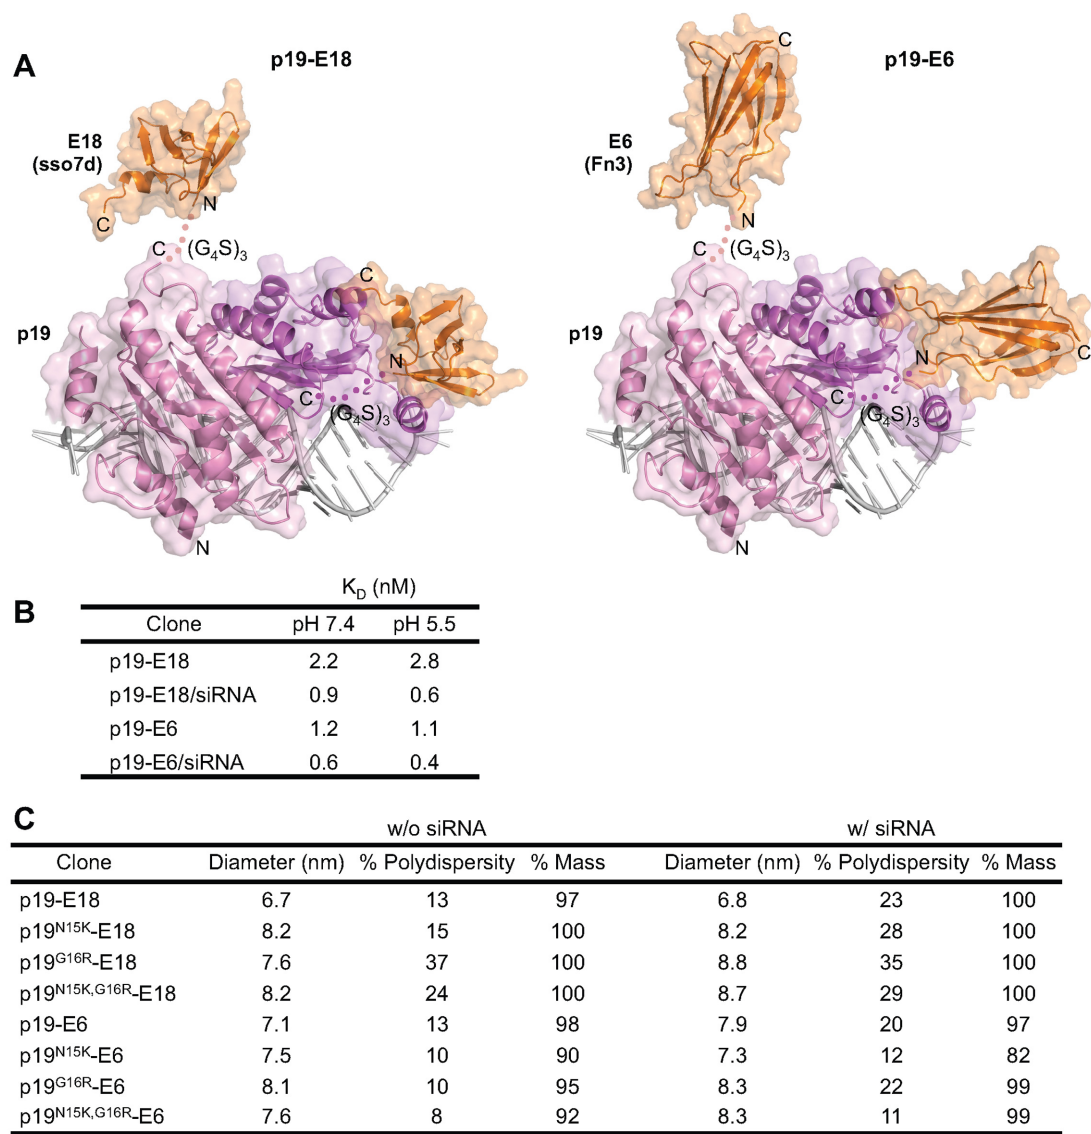 A
p19-E18
p19-E6
E18
(sso7d)
N
C
C
(G4S)3
p19
C
N
C
(G4S)3
N
E6
(Fn3)
C
N
C
(G4S)3
p19
N
C
C
(G4S)3
N
B
KD (nM)
Clone pH 7.4 pH 5.5
p19-E18 2.2 2.8
p19-E18/siRNA 0.9 0.6
p19-E6 1.2 1.1
p19-E6/siRNA 0.6 0.4
C
w/o siRNA w/ siRNA
Clone Diameter (nm) % Polydispersity % Mass Diameter (nm) % Polydispersity % Mass
p19-E18 6.7 13 97 6.8 23 100
p19N15K-E18 8.2 15 100 8.2 28 100
p19G16R-E18 7.6 37 100 8.8 35 100
p19N15K,G16R-E18 8.2 24 100 8.7 29 100
p19-E6 7.1 13 98 7.9 20 97
p19N15K-E6 7.5 10 90 7.3 12 82
p19G16R-E6 8.1 10 95 8.3 22 99
p19N15K,G16R-E6 7.6 8 92 8.3 11 99